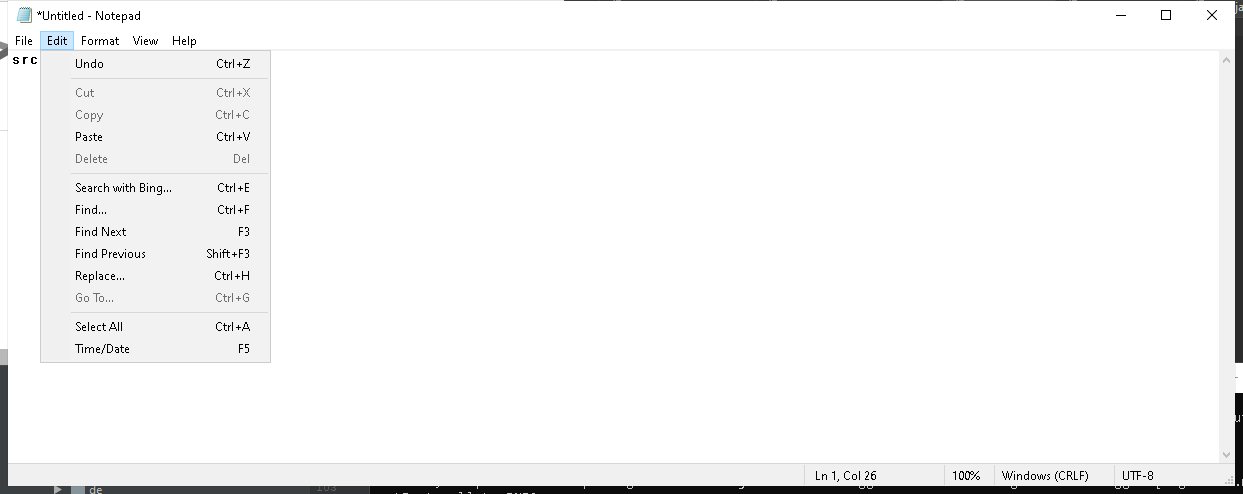 *Untitled - Notepad
File Edit Format View Help
src
Undo Ctrl+Z
Cut Ctrl+X
Copy Ctrl+C
Paste Ctrl+V
Delete Del
Search with Bing... Ctrl+E
Find... Ctrl+F
Find Next F3
Find Previous Shift+F3
Replace... Ctrl+H
Go To... Ctrl+G
Select All Ctrl+A
Time/Date F5
Ln 1, Col 26 100% Windows (CRLF) UTF-8
de 103